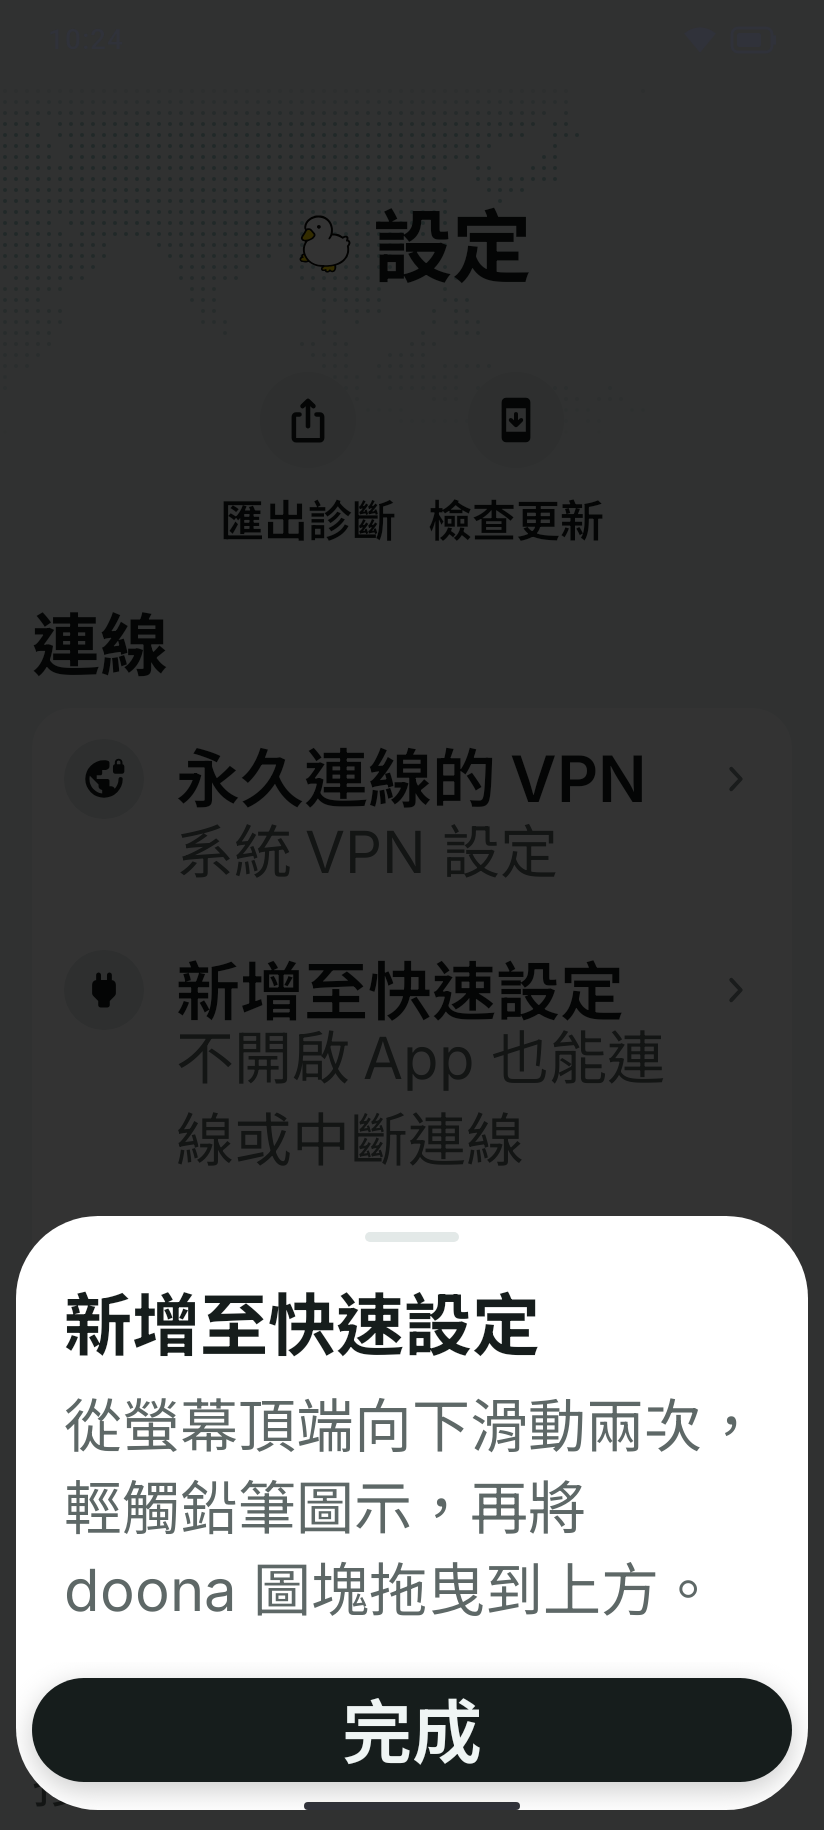 設定
匯出診斷
檢查更新
連線
永久連線的 VPN
系統 VPN 設定
新增至快速設定
不開啟 App 也能連
線或中斷連線
新增至快速設定
從螢幕頂端向下滑動兩次，
輕觸鉛筆圖示，再將
doona 圖塊拖曳到上方。
完成